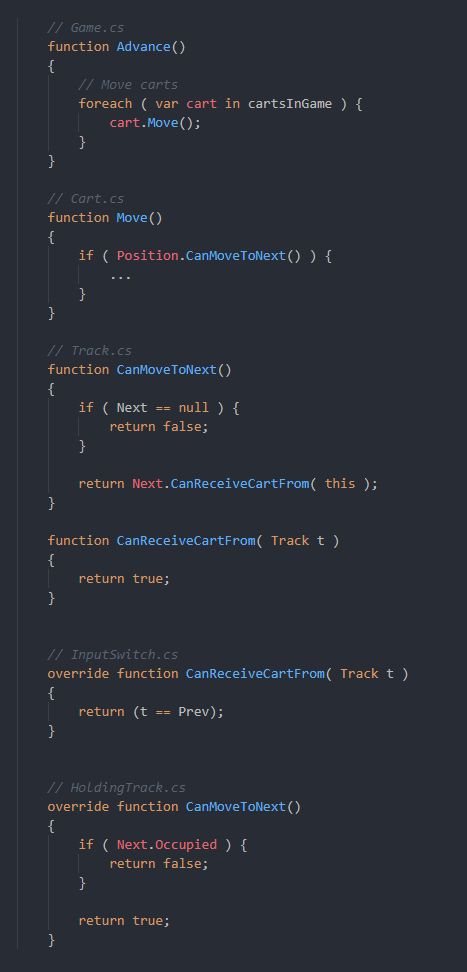 // Game.cs
function Advance()
{
    // Move carts
    foreach ( var cart in cartsInGame ) {
        cart.Move();
    }
}

// Cart.cs
function Move()
{
    if ( Position.CanMoveToNext() ) {
        ...
    }
}

// Track.cs
function CanMoveToNext()
{
    if ( Next == null ) {
        return false;
    }

    return Next.CanReceiveCartFrom( this );
}

function CanReceiveCartFrom( Track t )
{
    return true;
}


// InputSwitch.cs
override function CanReceiveCartFrom( Track t )
{
    return (t == Prev);
}


// HoldingTrack.cs
override function CanMoveToNext()
{
    if ( Next.Occupied ) {
        return false;
    }

    return true;
}